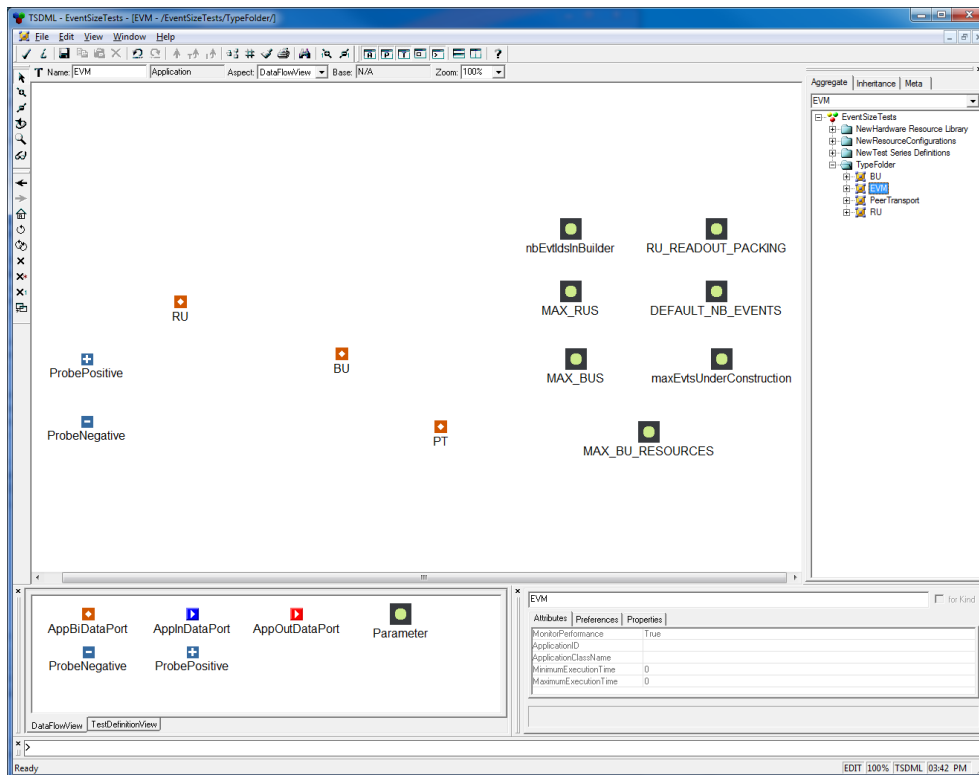 TSDML - EventSizeTests - [EVM - /EventSizeTests/TypeFolder/]
File Edit View Window Help
Name: EVM Application Aspect: DataFlowView Base: N/A Zoom: 100%
Aggregate Inheritance Meta
EVM
EventSizeTests
NewHardware Resource Library
NewResourceConfigurations
NewTest Series Definitions
TypeFolder
BU
EVM
PeerTransport
RU
nbEvtIdsInBuilder RU_READOUT_PACKING
MAX_RUS DEFAULT_NB_EVENTS
RU
ProbePositive BU MAX_BUS maxEvtsUnderConstruction
ProbeNegative PT MAX_BU_RESOURCES
AppBiDataPort AppInDataPort AppOutDataPort Parameter
ProbeNegative ProbePositive
DataFlowView TestDefinitionView
EVM for Kind
Attributes Preferences Properties
MonitorPerformance True
ApplicationID
ApplicationClassName
MinimumExecutionTime 0
MaximumExecutionTime 0
>
Ready EDIT 100% TSDML 03:42 PM